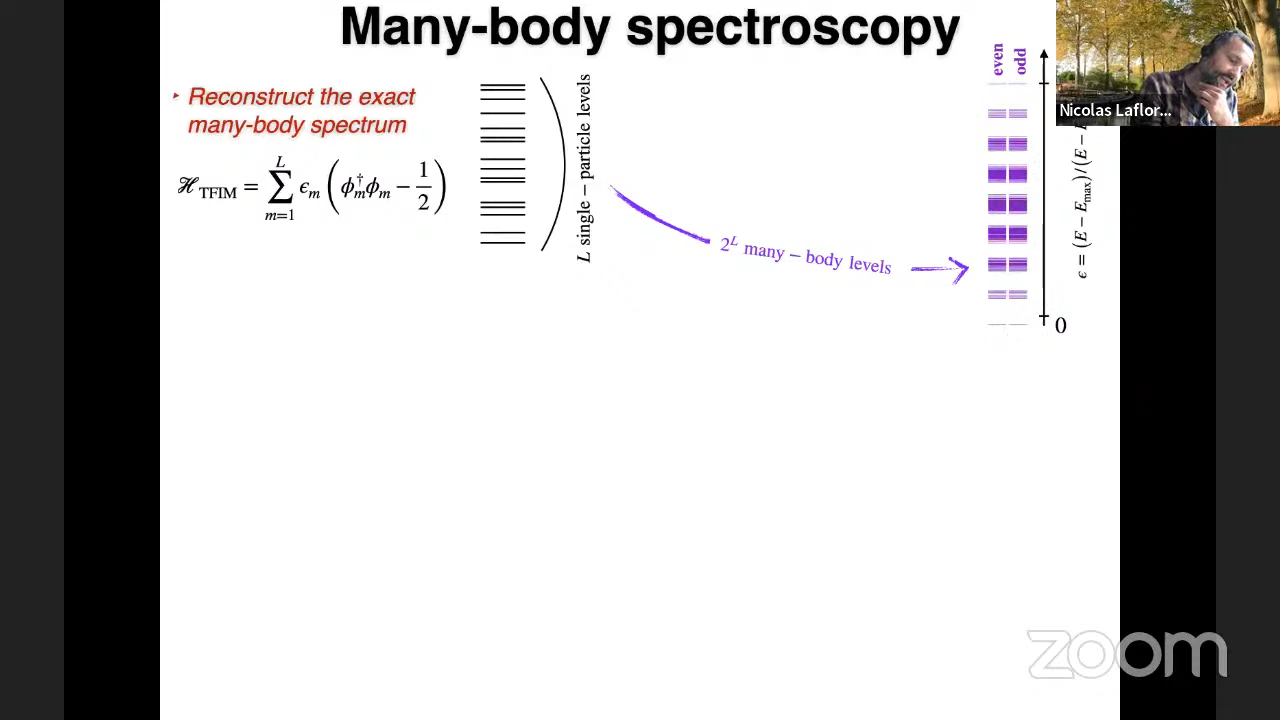 Many-body spectroscopy
‣ Reconstruct the exact
many-body spectrum
ℋ_TFIM = ∑_{m=1}^{L} ϵ_m (ϕ_m^† ϕ_m − 1/2)
L single − particle levels
2^L many − body levels
even
odd
0
ϵ = (E − E_max)/(E −
Nicolas Laflor...
zoom